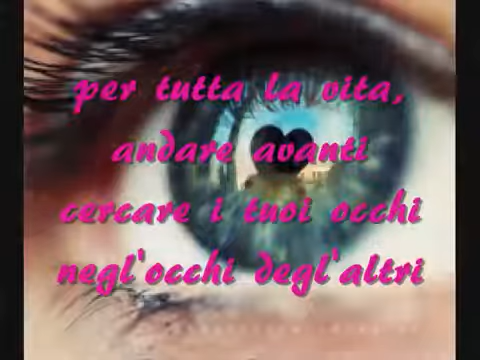 per tutta la vita,
andare avanti
cercare i tuoi occhi
negl'occhi degl'altri